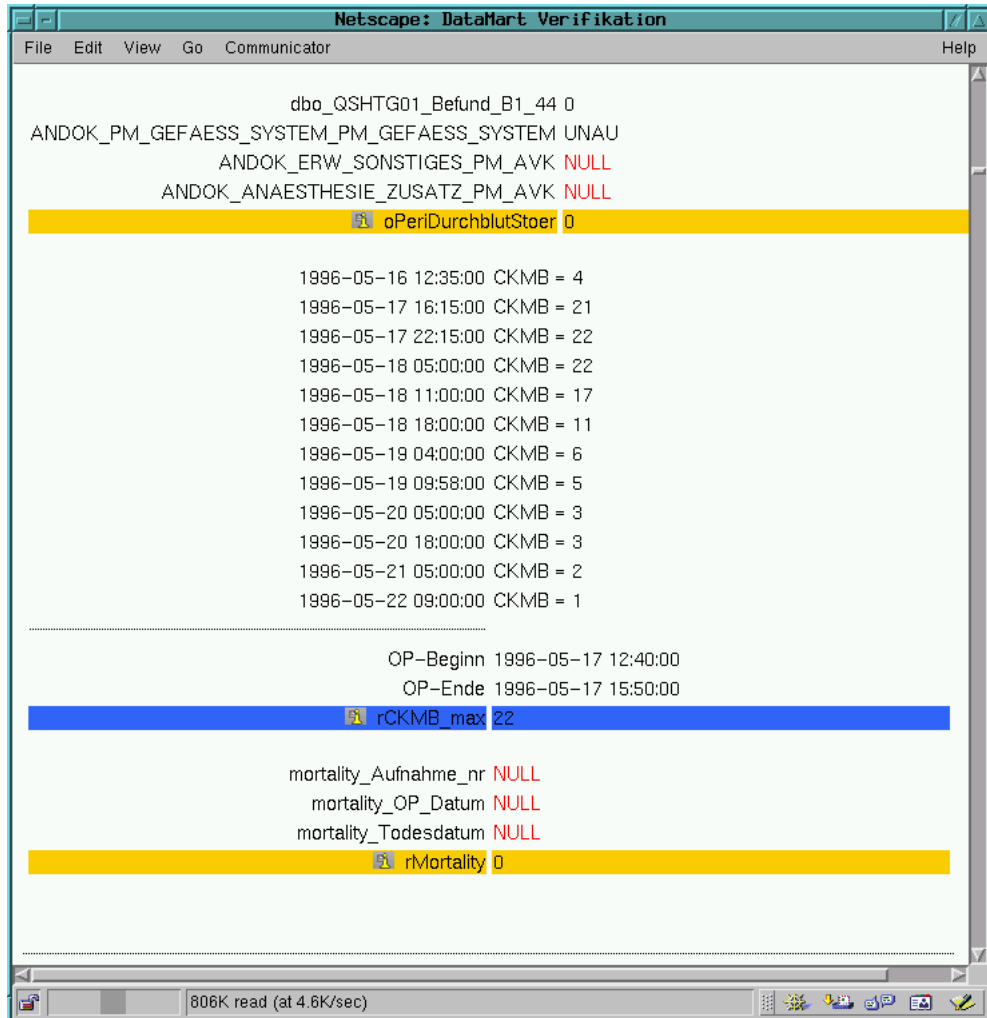 Netscape: DataMart Verifikation
File Edit View Go Communicator Help
dbo_QSHTG01_Befund_B1_44 0
ANDOK_PM_GEFAESS_SYSTEM_PM_GEFAESS_SYSTEM UNAU
ANDOK_ERW_SONSTIGES_PM_AVK NULL
ANDOK_ANAESTHESIE_ZUSATZ_PM_AVK NULL
oPeriDurchblutStoer 0
1996-05-16 12:35:00 CKMB = 4
1996-05-17 16:15:00 CKMB = 21
1996-05-17 22:15:00 CKMB = 22
1996-05-18 05:00:00 CKMB = 22
1996-05-18 11:00:00 CKMB = 17
1996-05-18 18:00:00 CKMB = 11
1996-05-19 04:00:00 CKMB = 6
1996-05-19 09:58:00 CKMB = 5
1996-05-20 05:00:00 CKMB = 3
1996-05-20 18:00:00 CKMB = 3
1996-05-21 05:00:00 CKMB = 2
1996-05-22 09:00:00 CKMB = 1
OP-Beginn 1996-05-17 12:40:00
OP-Ende 1996-05-17 15:50:00
rCKMB_max 22
mortality_Aufnahme_nr NULL
mortality_OP_Datum NULL
mortality_Todesdatum NULL
rMortality 0
806K read (at 4.6K/sec)